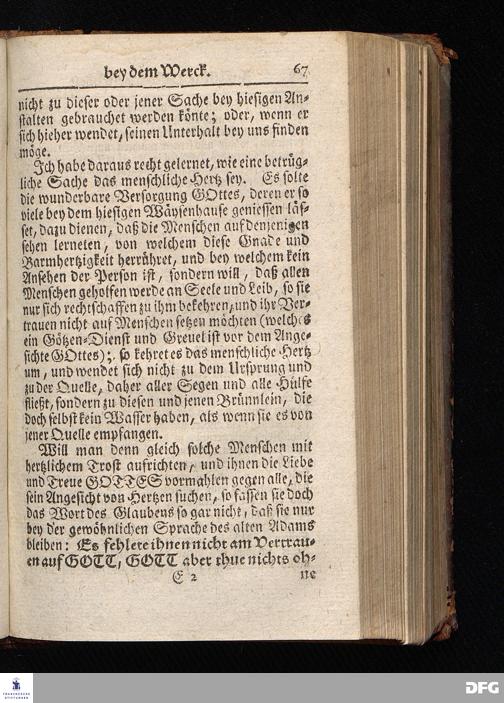 bey dem Werck. 67
nicht zu dieser oder jener Sache bey hiesigen An-
stalten gebrauchet werden könte; oder, wenn er
sich hieher wendet, seinen Unterhalt bey uns finden
möge.
Ich habe daraus recht gelernet, wie eine betrüg-
liche Sache das menschliche Hertz sey. Es solte
die wunderbare Versorgung GOttes, deren er so
viele bey dem hiesigen Wäysenhause geniessen läs-
set, dazu dienen, daß die Menschen auf denjenigen
sehen lerneten, von welchem diese Gnade und
Barmhertzigkeit herrühret, und bey welchem kein
Ansehen der Person ist, sondern will, daß allen
Menschen geholfen werde an Seele und Leib, so sie
nur sich rechtschaffen zu ihm bekehren, und ihr Ver-
trauen nicht auf Menschen setzen möchten (welches
ein Götzen-Dienst und Greuel ist vor dem Ange-
sichte GOttes); so kehret es das menschliche Hertz
um, und wendet sich nicht zu dem Ursprung und
zu der Quelle, daher aller Segen und alle Hülfe
fließt, sondern zu diesen und jenen Brünnlein, die
doch selbst kein Wasser haben, als wenn sie es von
jener Quelle empfangen.
Will man denn gleich solche Menschen mit
hertzlichem Trost aufrichten, und ihnen die Liebe
und Treue GOTTES vormahlen gegen alle, die
sein Angesicht von Hertzen suchen, so fassen sie doch
das Wort des Glaubens so gar nicht, daß sie nur
bey der gewöhnlichen Sprache des alten Adams
bleiben: Es fehlete ihnen nicht am Vertrau-
en auf GOTT, GOTT aber thue nichts oh-
E 2 ne
FRANCKESCHE
STIFTUNGEN
DFG